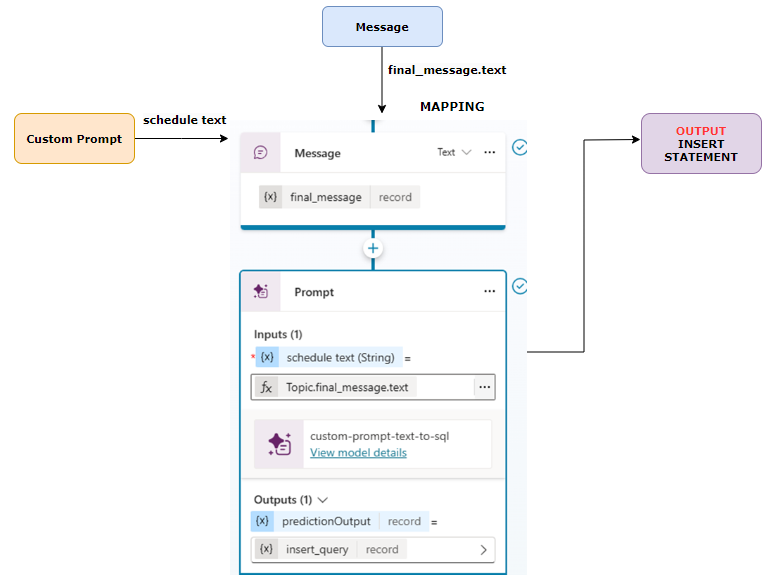 Message
final_message.text
MAPPING
Custom Prompt
schedule text
OUTPUT
INSERT
STATEMENT
Message
Text
{x} final_message record
Prompt
Inputs (1)
* {x} schedule text (String) =
fx Topic.final_message.text
custom-prompt-text-to-sql
View model details
Outputs (1)
{x} predictionOutput record =
{x} insert_query record